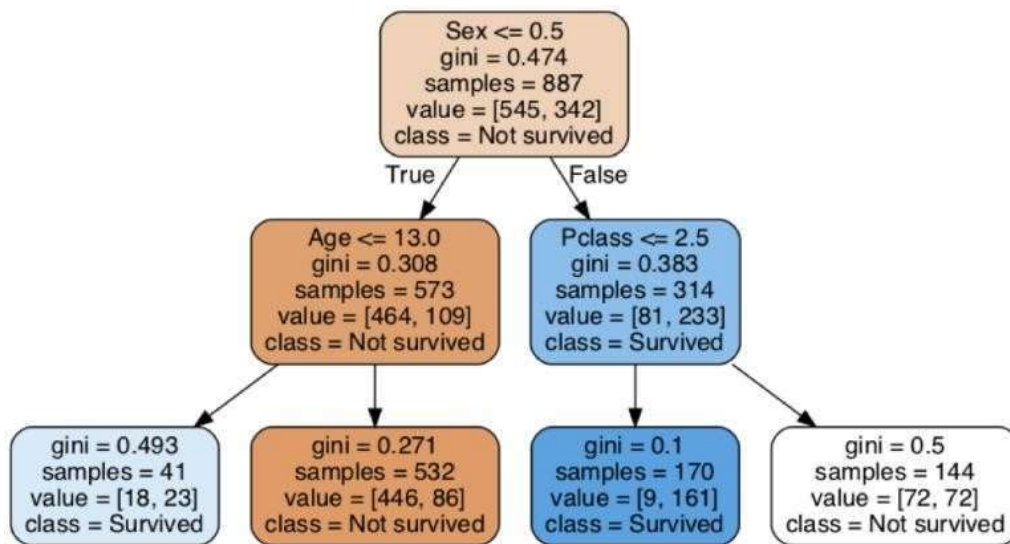 Sex <= 0.5
gini = 0.474
samples = 887
value = [545, 342]
class = Not survived
True
False
Age <= 13.0
gini = 0.308
samples = 573
value = [464, 109]
class = Not survived
Pclass <= 2.5
gini = 0.383
samples = 314
value = [81, 233]
class = Survived
gini = 0.493
samples = 41
value = [18, 23]
class = Survived
gini = 0.271
samples = 532
value = [446, 86]
class = Not survived
gini = 0.1
samples = 170
value = [9, 161]
class = Survived
gini = 0.5
samples = 144
value = [72, 72]
class = Not survived